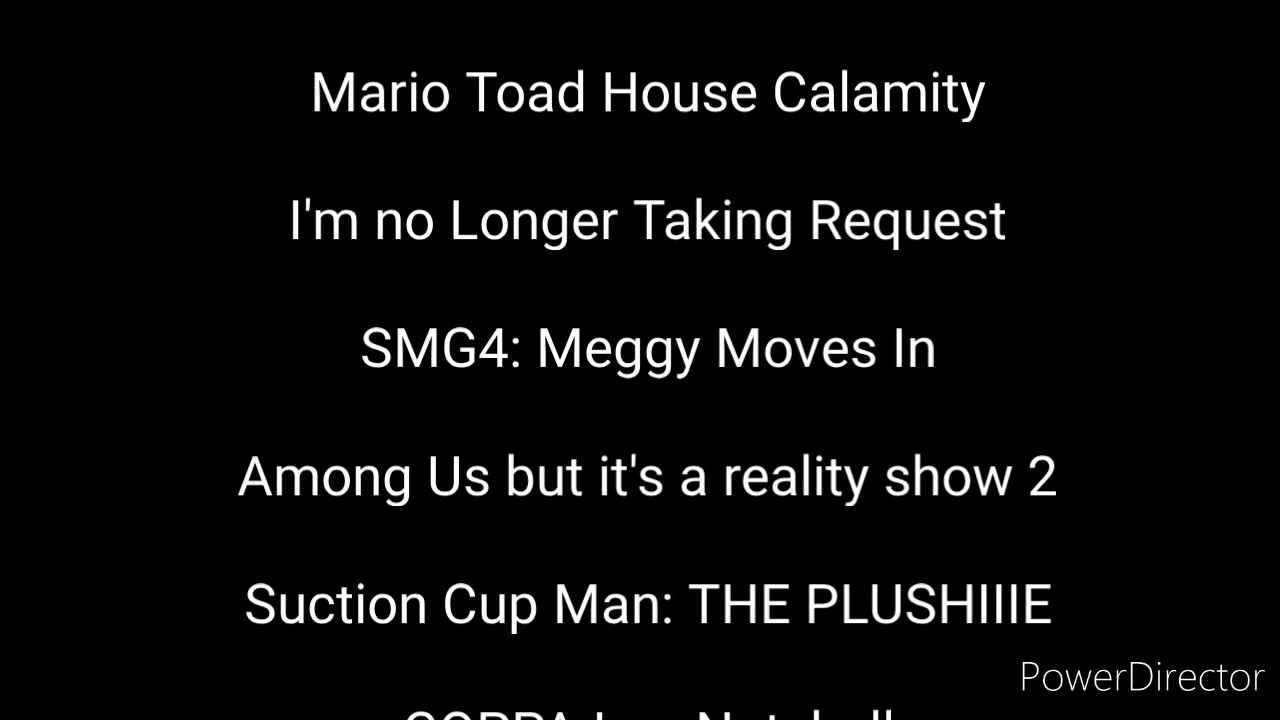 Mario Toad House Calamity
I'm no Longer Taking Request
SMG4: Meggy Moves In
Among Us but it's a reality show 2
Suction Cup Man: THE PLUSHIIIE
PowerDirector